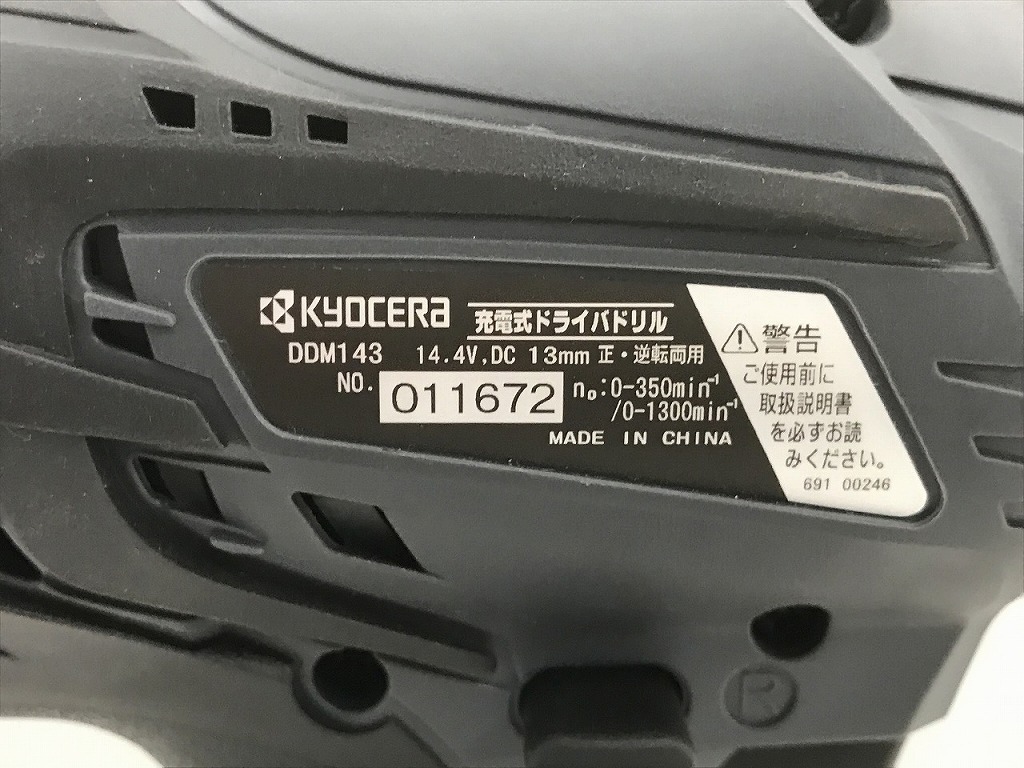 KYOCERA 充電式ドライバドリル
DDM143 14.4V,DC 13mm 正・逆転両用
NO. 011672 n₀:0-350min⁻¹
/0-1300min⁻¹
MADE IN CHINA
⚠警告
ご使用前に
取扱説明書
を必ずお読
みください。
691 00246
R